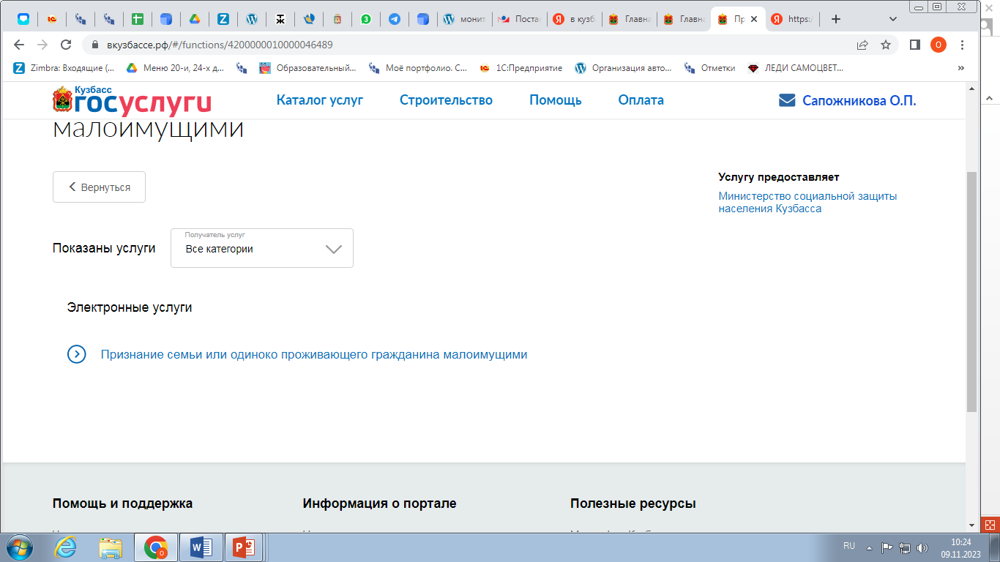 монит
Поста
в кузб
Главна
Главна
Пр
https:/
вкузбассе.рф/#/functions/4200000010000046489
О
Zimbra: Входящие (...
Меню 20-и, 24-х д...
Образовательный...
Моё портфолио. С...
1С:Предприятие
Организация авто...
Отметки
ЛЕДИ САМОЦВЕТ...
»
Кузбасс
госуслуги
Каталог услуг
Строительство
Помощь
Оплата
Сапожникова О.П.
малоимущими
Вернуться
Услугу предоставляет
Министерство социальной защиты
населения Кузбасса
Показаны услуги
Получатель услуг
Все категории
Электронные услуги
Признание семьи или одиноко проживающего гражданина малоимущими
Помощь и поддержка
Информация о портале
Полезные ресурсы
RU
10:24
09.11.2023